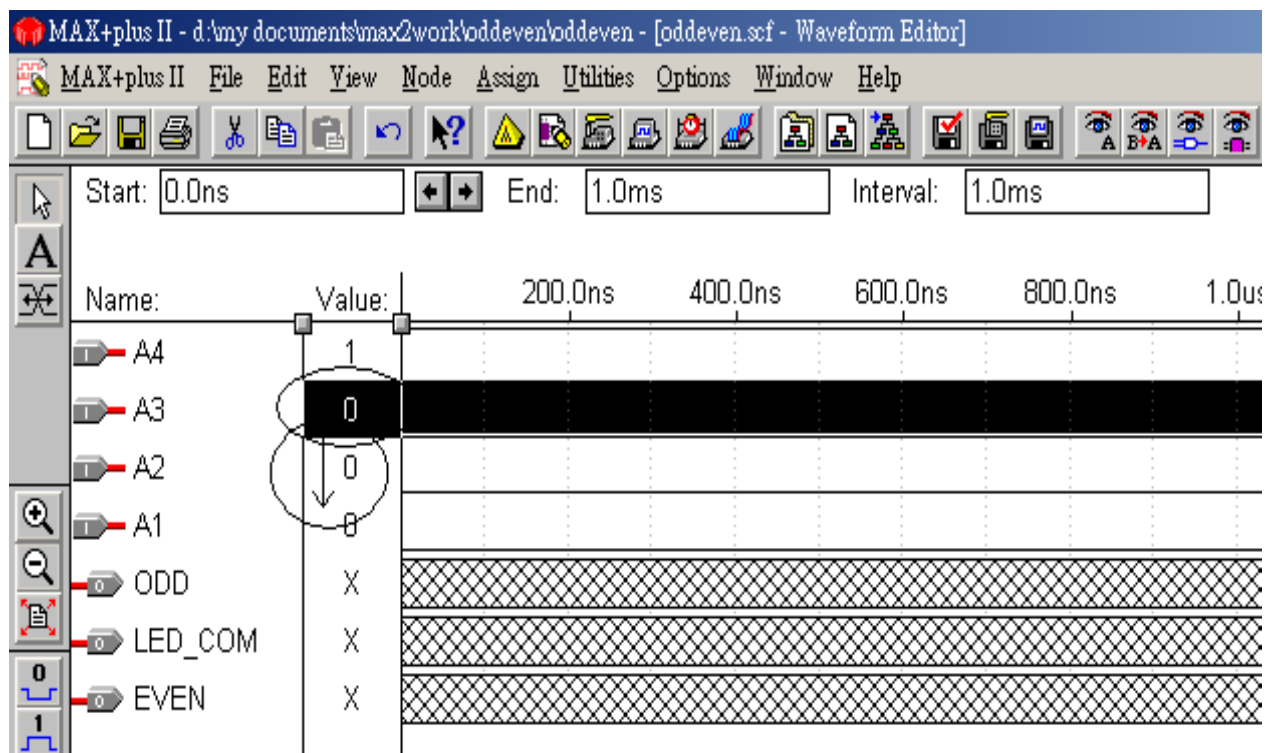 MAX+plus II - d:\my documents\max2work\oddeven\oddeven - [oddeven.scf - Waveform Editor]
MAX+plus II File Edit View Node Assign Utilities Options Window Help
A B A
Start: 0.0ns End: 1.0ms Interval: 1.0ms
A
Name: Value: 200.0ns 400.0ns 600.0ns 800.0ns 1.0us
I A4 1
I A3 0
I A2 0
I A1 0
O ODD X
O LED_COM X
O EVEN X
0
1